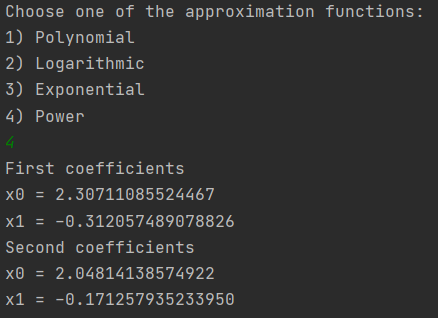 Choose one of the approximation functions:
1) Polynomial
2) Logarithmic
3) Exponential
4) Power
4
First coefficients
x0 = 2.30711085524467
x1 = -0.312057489078826
Second coefficients
x0 = 2.04814138574922
x1 = -0.171257935233950